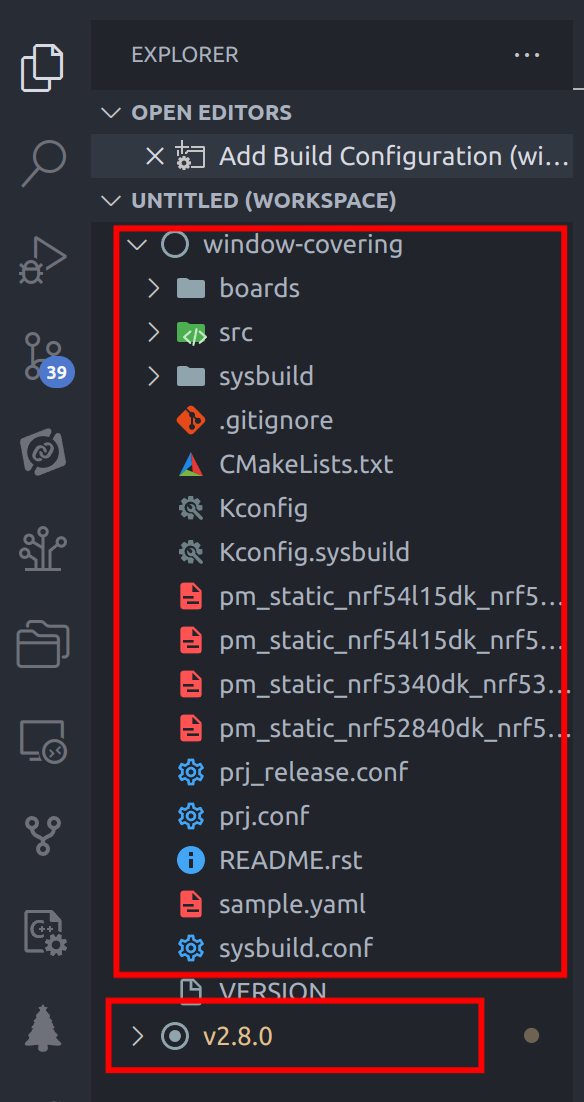 EXPLORER
OPEN EDITORS
Add Build Configuration (wi...
UNTITLED (WORKSPACE)
window-covering
boards
src
sysbuild
.gitignore
CMakeLists.txt
Kconfig
Kconfig.sysbuild
pm_static_nrf54l15dk_nrf5...
pm_static_nrf54l15dk_nrf5...
pm_static_nrf5340dk_nrf53...
39
pm_static_nrf52840dk_nrf5...
prj_release.conf
prj.conf
README.rst
sample.yaml
sysbuild.conf
C++
VERSION
v2.8.0